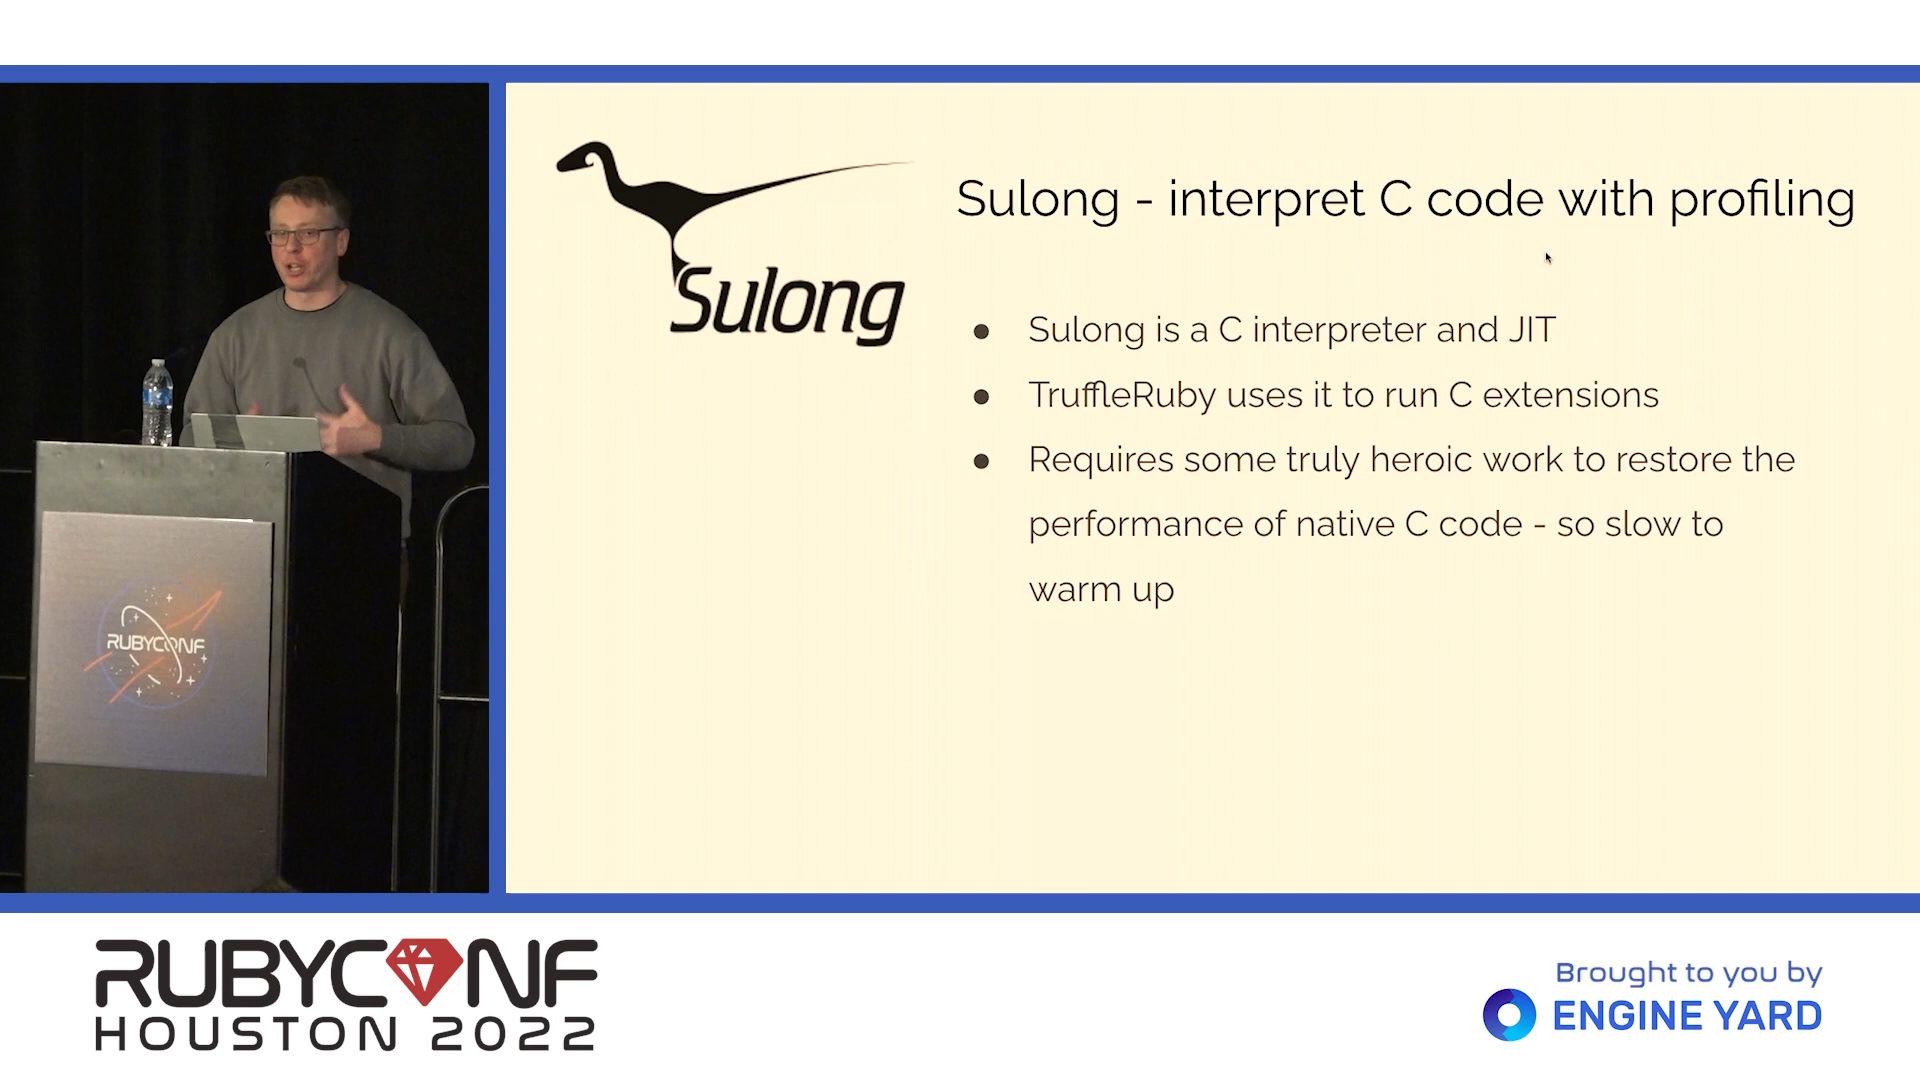 Sulong
Sulong - interpret C code with profiling
● Sulong is a C interpreter and JIT
● TruffleRuby uses it to run C extensions
● Requires some truly heroic work to restore the
performance of native C code - so slow to
warm up
RUBYCONF
RUBYCONF
HOUSTON 2022
Brought to you by
ENGINE YARD